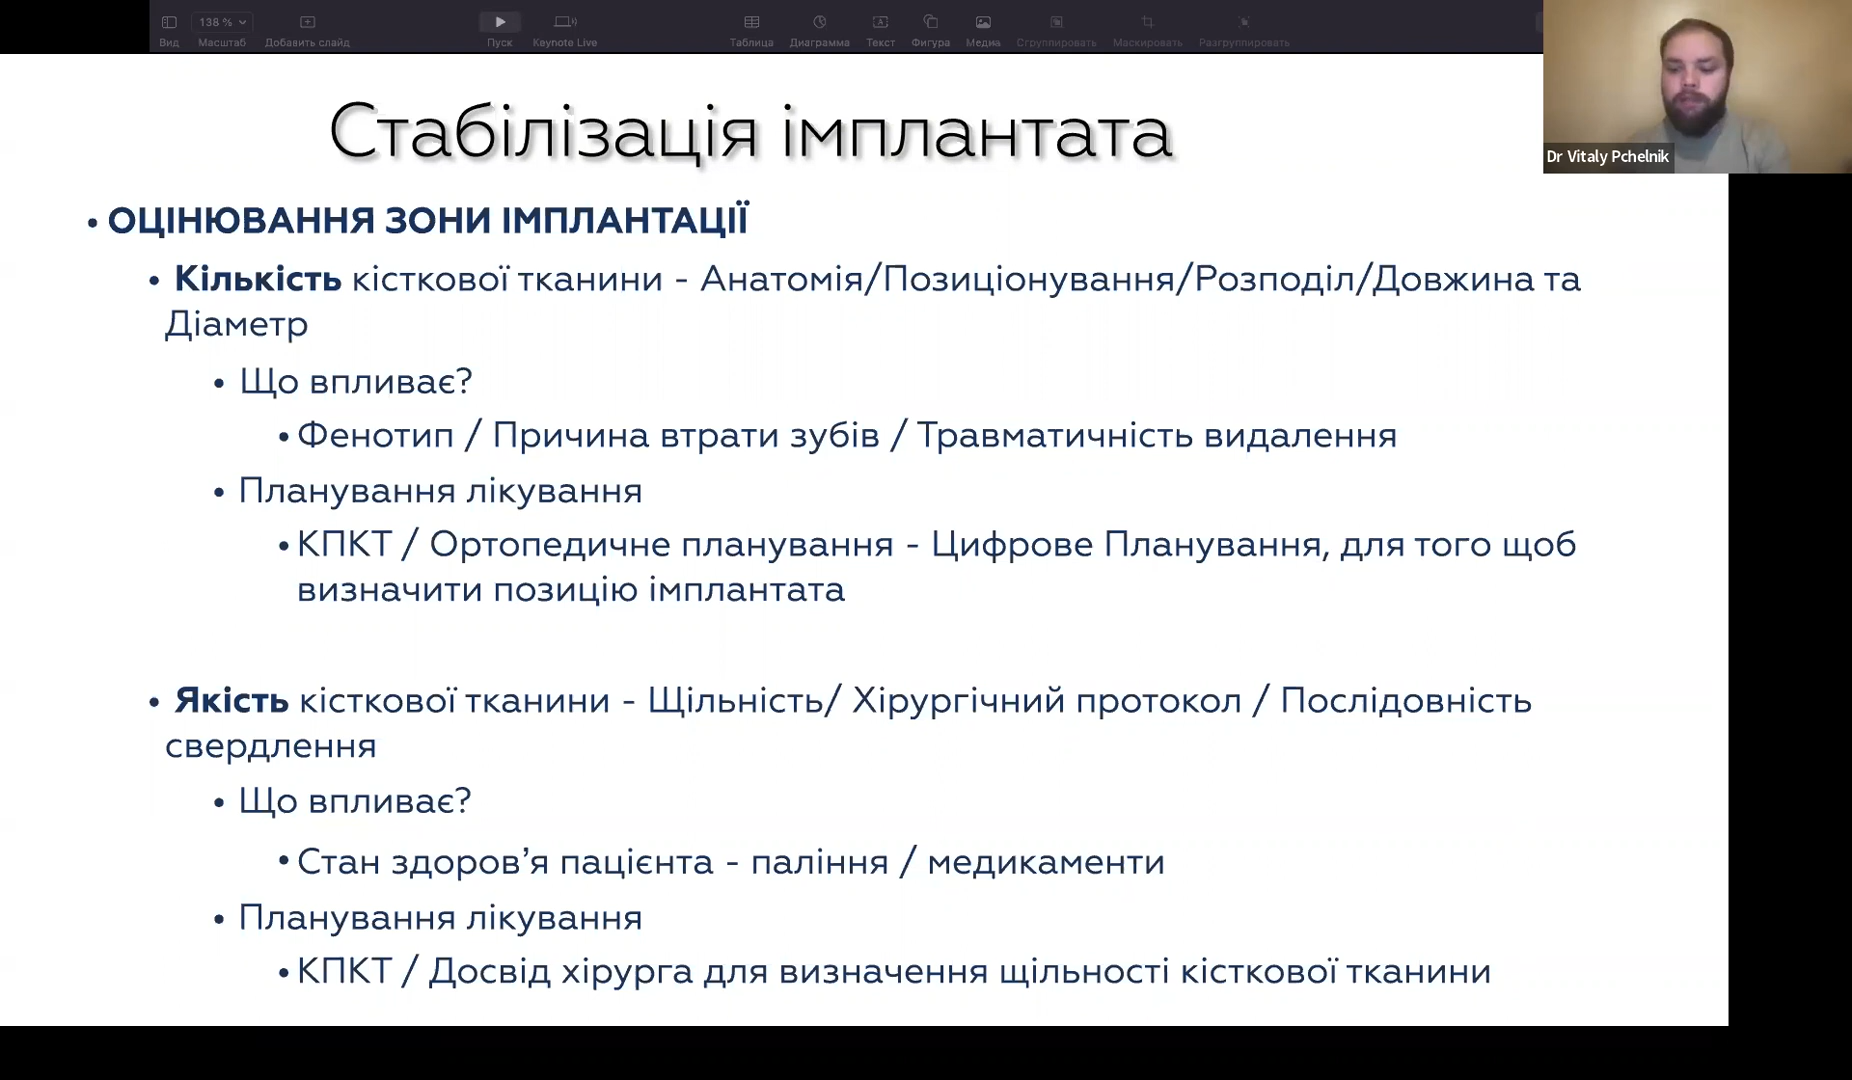 138 %
Вид
Масштаб
Добавить слайд
Пуск
Keynote Live
Таблица
Диаграмма
Текст
Фигура
Медиа
Сгруппировать
Маскировать
Разгруппировать
Dr Vitaly Pchelnik
Стабілізація імплантата
• ОЦІНЮВАННЯ ЗОНИ ІМПЛАНТАЦІЇ
• Кількість кісткової тканини - Анатомія/Позиціонування/Розподіл/Довжина та
Діаметр
• Що впливає?
• Фенотип / Причина втрати зубів / Травматичність видалення
• Планування лікування
• КПКТ / Ортопедичне планування - Цифрове Планування, для того щоб
визначити позицію імплантата
• Якість кісткової тканини - Щільність/ Хірургічний протокол / Послідовність
свердлення
• Що впливає?
• Стан здоров’я пацієнта - паління / медикаменти
• Планування лікування
• КПКТ / Досвід хірурга для визначення щільності кісткової тканини